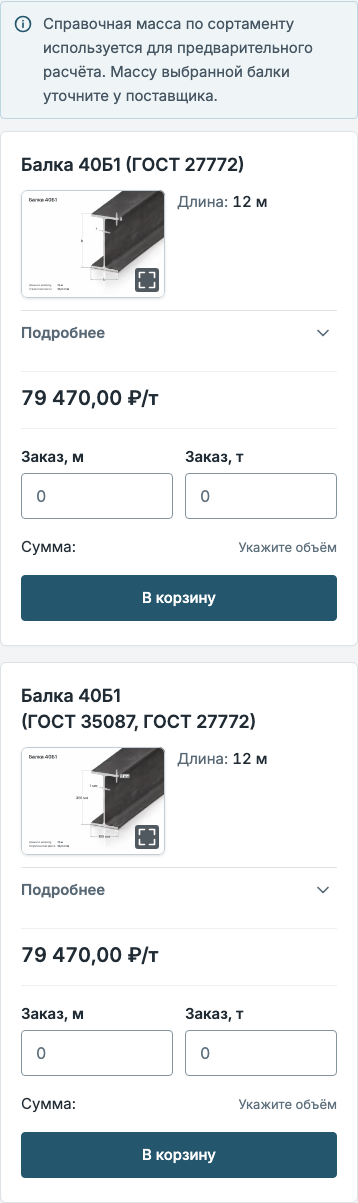 Справочная масса по сортаменту
используется для предварительного
расчёта. Массу выбранной балки
уточните у поставщика.
Балка 40Б1 (ГОСТ 27772)
Балка 40Б1
Длина: 12 м
Подробнее
79 470,00 ₽/т
Заказ, м
Заказ, т
0
0
Сумма:
Укажите объём
В корзину
Балка 40Б1
(ГОСТ 35087, ГОСТ 27772)
Балка 40Б1
Длина: 12 м
Подробнее
79 470,00 ₽/т
Заказ, м
Заказ, т
0
0
Сумма:
Укажите объём
В корзину